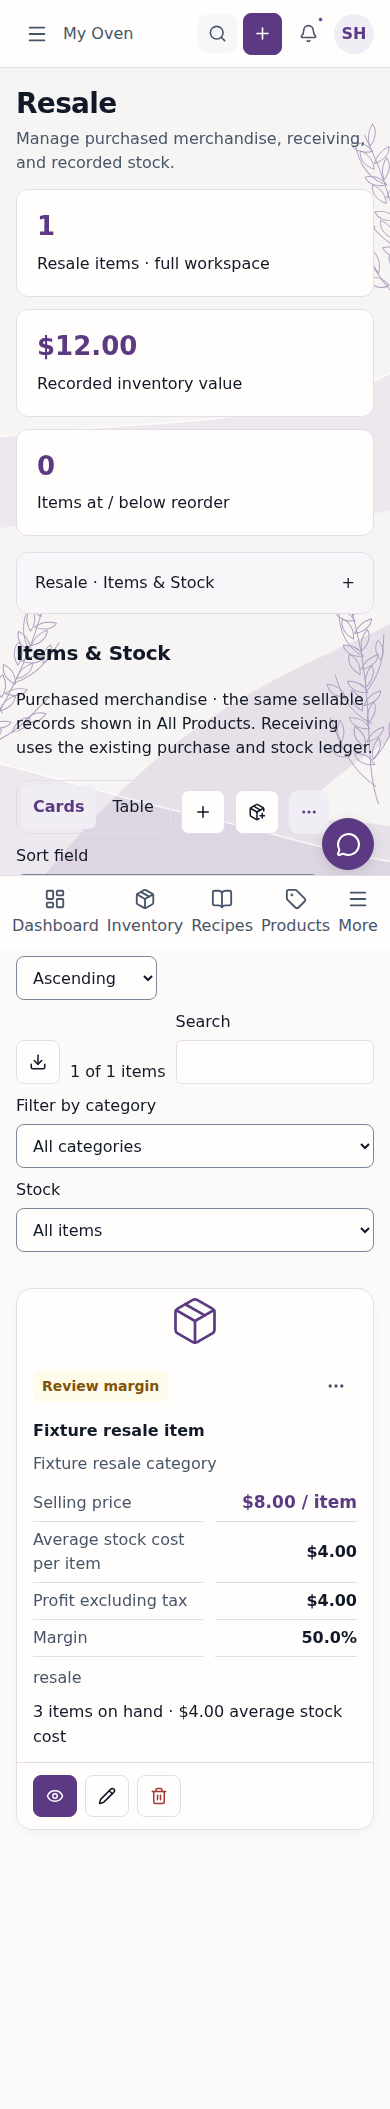 My Oven
SH
Resale
Manage purchased merchandise, receiving,
and recorded stock.
1
Resale items · full workspace
$12.00
Recorded inventory value
0
Items at / below reorder
Resale · Items & Stock +
Items & Stock
Purchased merchandise · the same sellable
records shown in All Products. Receiving
uses the existing purchase and stock ledger.
Cards Table
Sort field
Dashboard Inventory Recipes Products More
Ascending
Search
1 of 1 items
Filter by category
All categories
Stock
All items
Review margin
Fixture resale item
Fixture resale category
Selling price $8.00 / item
Average stock cost
per item $4.00
Profit excluding tax $4.00
Margin 50.0%
resale
3 items on hand · $4.00 average stock
cost